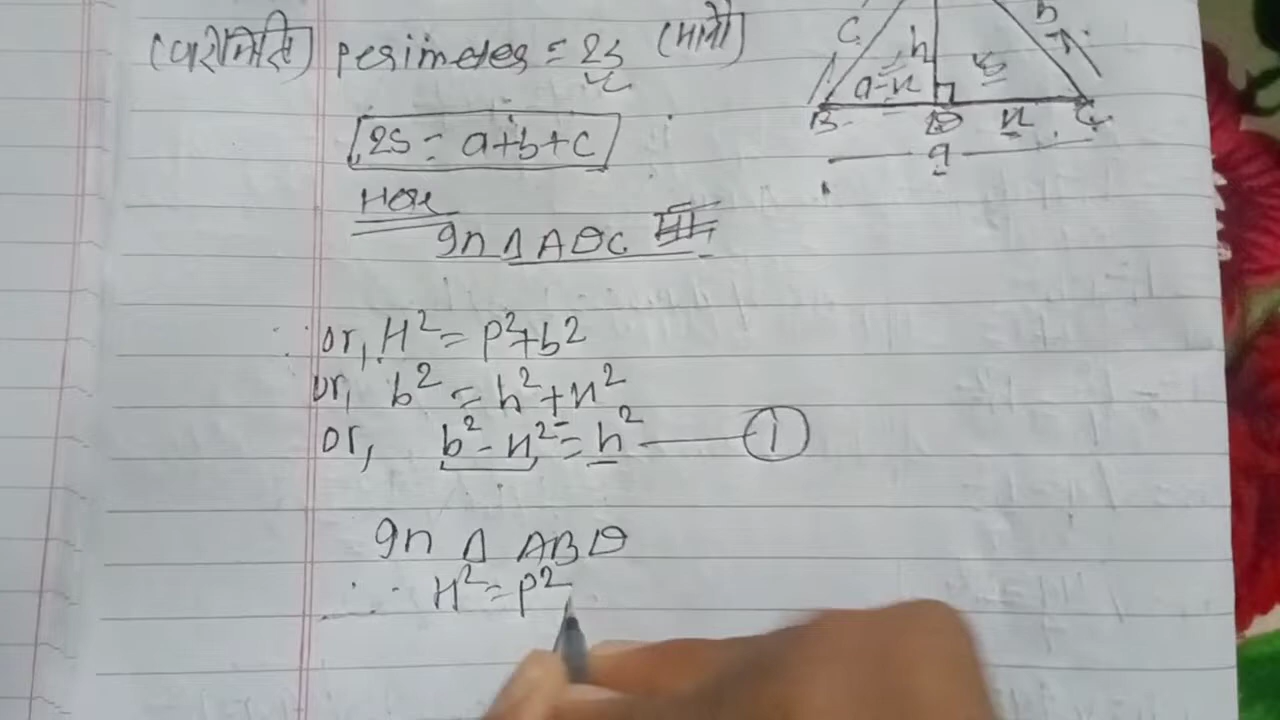 (परिमिति) perimeter = 2s (मानौ)
2s = a+b+c
Here
In Δ ADC
or, H² = p²+b²
or, b² = h²+x²
or, b²-x² = h² — 1
In Δ ABD
∴ H² = p²
c h b
a-x
B D x C
a